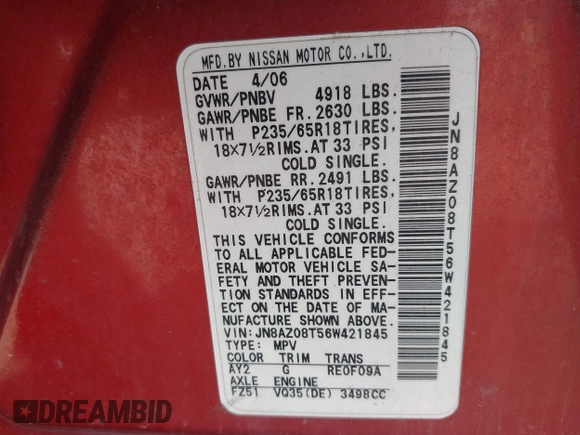 MFD.BY NISSAN MOTOR CO.,LTD.
DATE 4/06
GVWR/PNBV 4918 LBS.
GAWR/PNBE FR. 2630 LBS.
WITH P235/65R18TIRES,
18X7½RIMS.AT 33 PSI
COLD SINGLE.
GAWR/PNBE RR. 2491 LBS.
WITH P235/65R18TIRES,
18X7½RIMS.AT 33 PSI
COLD SINGLE.
THIS VEHICLE CONFORMS
TO ALL APPLICABLE FED-
ERAL MOTOR VEHICLE SA-
FETY AND THEFT PREVEN-
TION STANDARDS IN EFF-
ECT ON THE DATE OF MA-
NUFACTURE SHOWN ABOVE.
VIN:JN8AZ08T56W421845
TYPE: MPV
COLOR TRIM TRANS
AY2 G RE0F09A
AXLE ENGINE
FZ51 VQ35(DE) 3498CC
JN8AZ08T56W421845
DREAMBID
.com